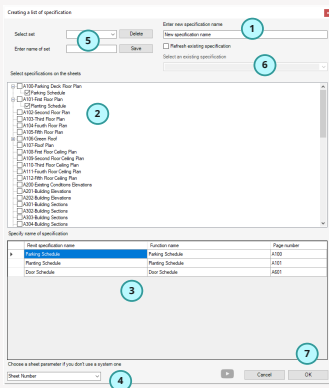 Creating a list of specification
Select set
Delete
5
Enter name of set
Save
Enter new specification name
1
New specification name
Refresh existing specification
Select an existing specification
6
Select specifications on the sheets
A100-Parking Deck Floor Plan
Parking Schedule
A101-First Floor Plan
Planting Schedule
A102-Second Floor Plan
2
A103-Third Floor Plan
A104-Fourth Floor Plan
A105-Fifth Floor Plan
A106-Green Roof
A107-Roof Plan
A108-First Floor Ceiling Plan
A109-Second Floor Ceiling Plan
A110-Third Floor Ceiling Plan
A111-Fourth Floor Ceiling Plan
A112-Fifth Floor Ceiling Plan
A200-Existing Conditions Elevations
A201-Building Elevations
A202-Building Elevations
A301-Building Sections
A302-Building Sections
A303-Building Sections
A304-Building Sections
Specify name of specification
Revit specification name Function name Page number
Parking Schedule Parking Schedule A100
Planting Schedule Planting Schedule A101
Door Schedule Door Schedule A601
3
7
Choose a sheet parameter if you don't use a system one
Sheet Number
4
Cancel
OK